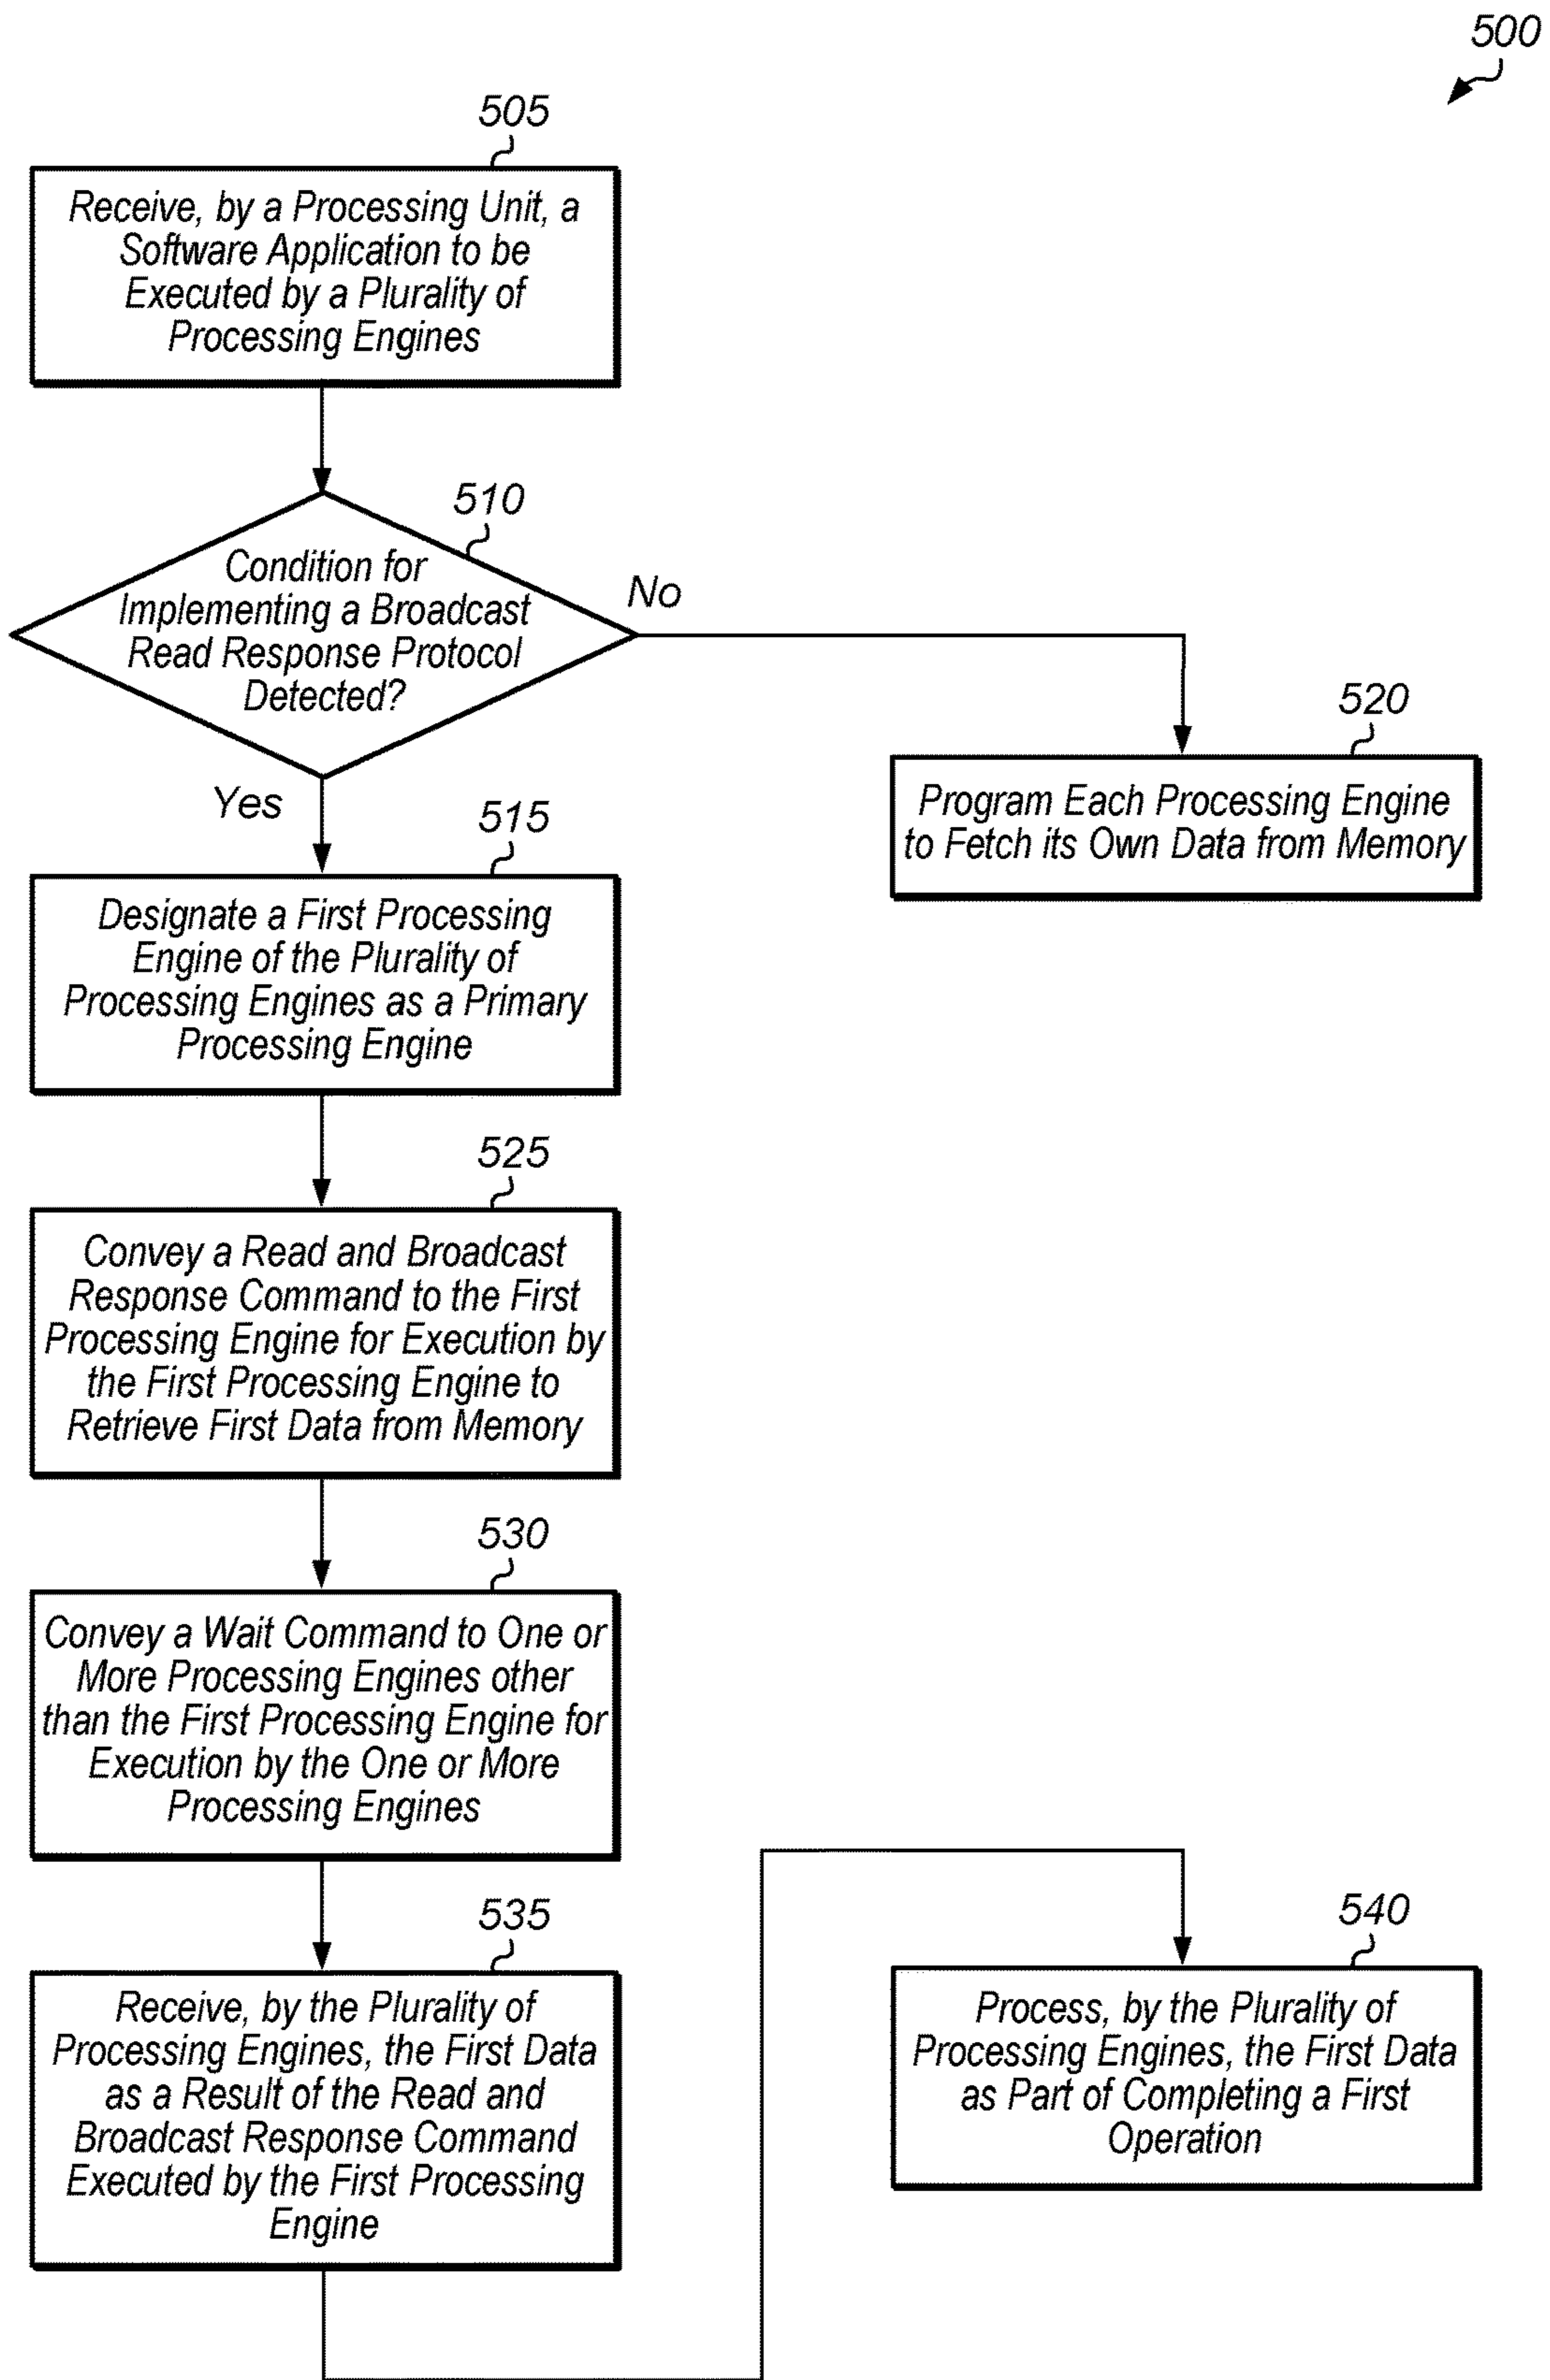 500
505
Receive, by a Processing Unit, a
Software Application to be
Executed by a Plurality of
Processing Engines
510
Condition for
Implementing a Broadcast
Read Response Protocol
Detected?
No
Yes
520
Program Each Processing Engine
to Fetch its Own Data from Memory
515
Designate a First Processing
Engine of the Plurality of
Processing Engines as a Primary
Processing Engine
525
Convey a Read and Broadcast
Response Command to the First
Processing Engine for Execution by
the First Processing Engine to
Retrieve First Data from Memory
530
Convey a Wait Command to One or
More Processing Engines other
than the First Processing Engine for
Execution by the One or More
Processing Engines
535
Receive, by the Plurality of
Processing Engines, the First Data
as a Result of the Read and
Broadcast Response Command
Executed by the First Processing
Engine
540
Process, by the Plurality of
Processing Engines, the First Data
as Part of Completing a First
Operation